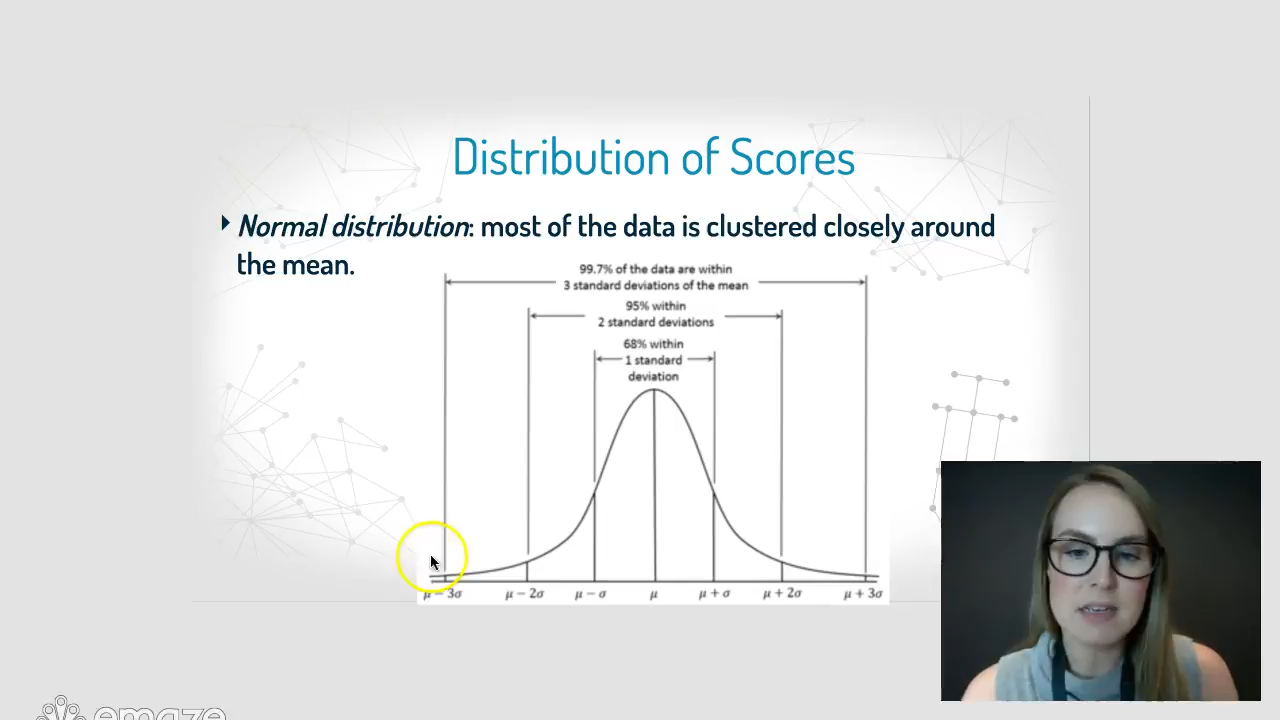 Distribution of Scores
Normal distribution: most of the data is clustered closely around
the mean.
99.7% of the data are within
3 standard deviations of the mean
95% within
2 standard deviations
68% within
1 standard
deviation
μ − 3σ μ − 2σ μ − σ μ μ + σ μ + 2σ μ + 3σ
emaze